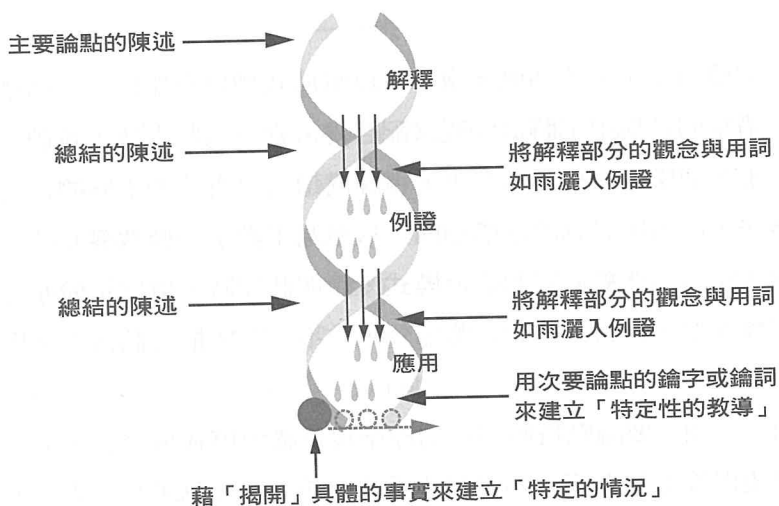 主要論點的陳述
解釋
總結的陳述
將解釋部分的觀念與用詞
如雨灑入例證
例證
總結的陳述
將解釋部分的觀念與用詞
如雨灑入例證
應用
用次要論點的鑰字或鑰詞
來建立「特定性的教導」
藉「揭開」具體的事實來建立「特定的情況」